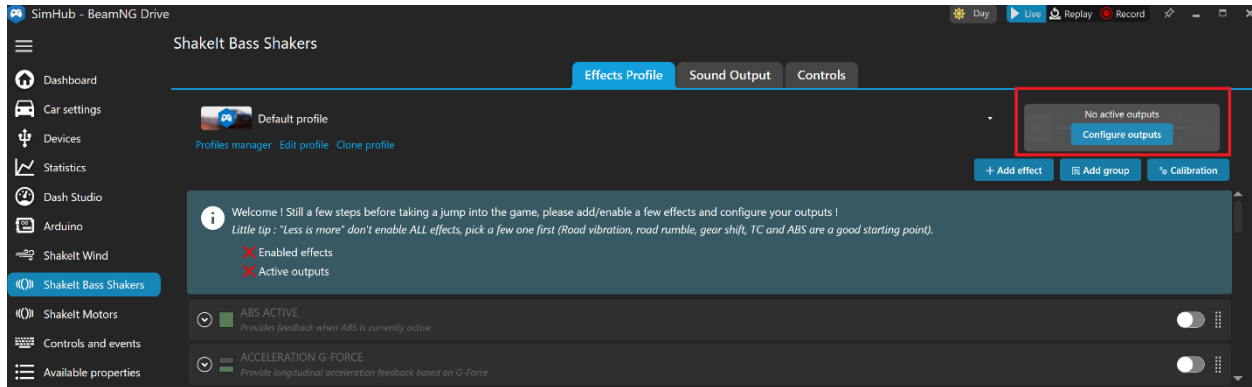 SimHub - BeamNG Drive
Day
Live
Replay
Record
ShakeIt Bass Shakers
Dashboard
Car settings
Devices
Statistics
Dash Studio
Arduino
ShakeIt Wind
ShakeIt Bass Shakers
ShakeIt Motors
Controls and events
Available properties
Effects Profile
Sound Output
Controls
Default profile
Profiles manager Edit profile Clone profile
No active outputs
Configure outputs
+ Add effect
Add group
Calibration
Welcome ! Still a few steps before taking a jump into the game, please add/enable a few effects and configure your outputs !
Little tip : "Less is more" don't enable ALL effects, pick a few one first (Road vibration, road rumble, gear shift, TC and ABS are a good starting point).
Enabled effects
Active outputs
ABS ACTIVE
Provides feedback when ABS is currently active
ACCELERATION G-FORCE
Provide longitudinal acceleration feedback based on G-Force